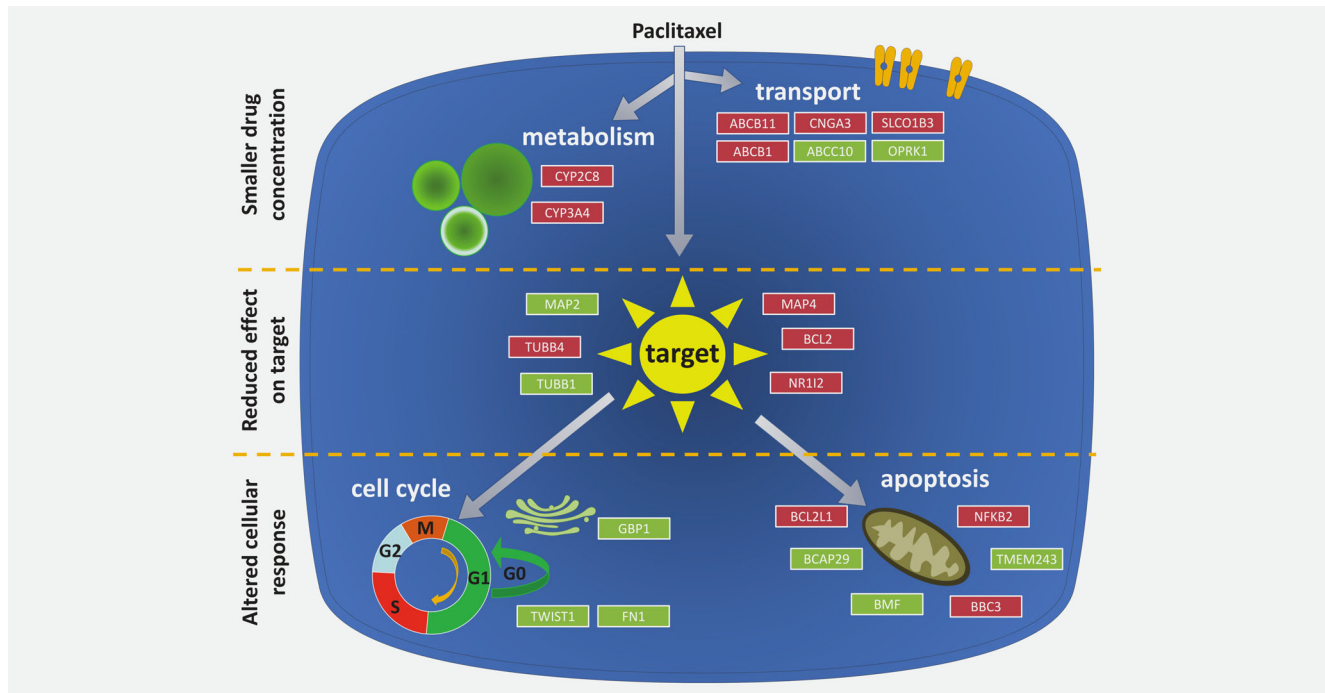 Paclitaxel
Smaller drug
concentration
metabolism
CYP2C8
CYP3A4
transport
ABCB11
CNGA3
SLCO1B3
ABCB1
ABCC10
OPRK1
Reduced effect
on target
MAP2
TUBB4
TUBB1
target
MAP4
BCL2
NR1I2
Altered cellular
response
cell cycle
M
G2
G1
S
G0
GBP1
TWIST1
FN1
apoptosis
BCL2L1
NFKB2
BCAP29
TMEM243
BMF
BBC3